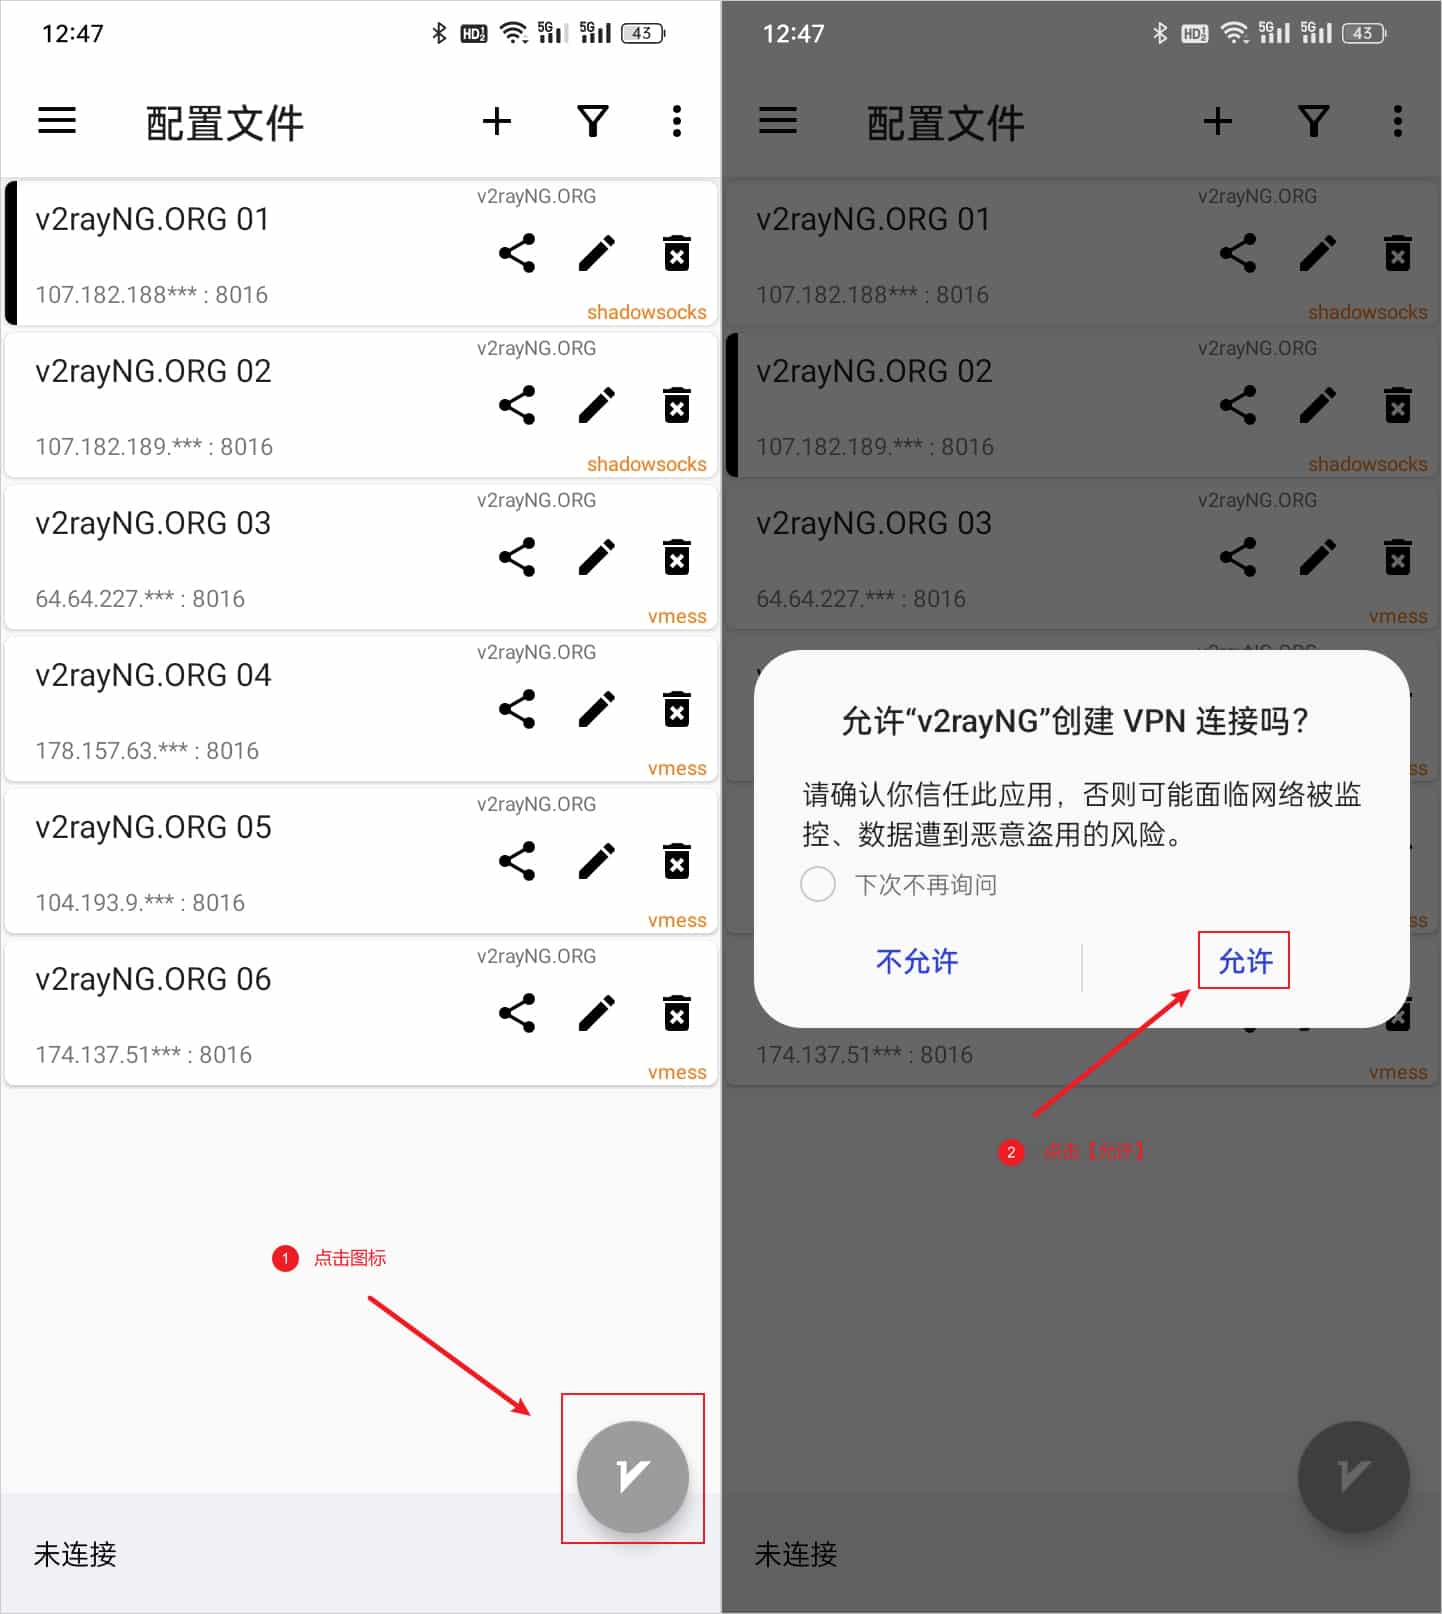 12:47
HD 5G 5G 43
配置文件
v2rayNG.ORG
v2rayNG.ORG 01
107.182.188*** : 8016
shadowsocks
v2rayNG.ORG
v2rayNG.ORG 02
107.182.189.*** : 8016
shadowsocks
v2rayNG.ORG
v2rayNG.ORG 03
64.64.227.*** : 8016
vmess
v2rayNG.ORG
v2rayNG.ORG 04
178.157.63.*** : 8016
vmess
v2rayNG.ORG
v2rayNG.ORG 05
104.193.9.*** : 8016
vmess
v2rayNG.ORG
v2rayNG.ORG 06
174.137.51*** : 8016
vmess
1 点击图标
未连接
12:47
HD 5G 5G 43
配置文件
v2rayNG.ORG
v2rayNG.ORG 01
107.182.188*** : 8016
shadowsocks
v2rayNG.ORG
v2rayNG.ORG 02
107.182.189.*** : 8016
shadowsocks
v2rayNG.ORG
v2rayNG.ORG 03
64.64.227.*** : 8016
vmess
允许“v2rayNG”创建 VPN 连接吗?
请确认你信任此应用，否则可能面临网络被监
控、数据遭到恶意盗用的风险。
下次不再询问
不允许 允许
174.137.51*** : 8016
vmess
2 点击【允许】
未连接